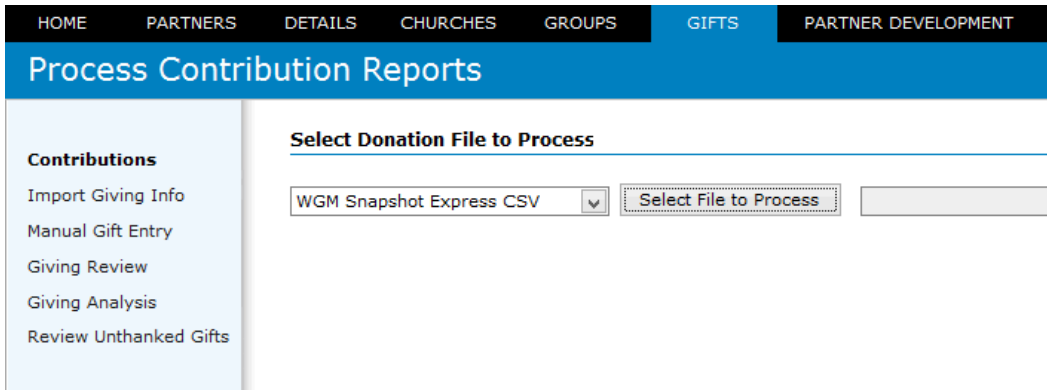 HOME PARTNERS DETAILS CHURCHES GROUPS GIFTS PARTNER DEVELOPMENT
Process Contribution Reports
Contributions
Import Giving Info
Manual Gift Entry
Giving Review
Giving Analysis
Review Unthanked Gifts
Select Donation File to Process
WGM Snapshot Express CSV Select File to Process